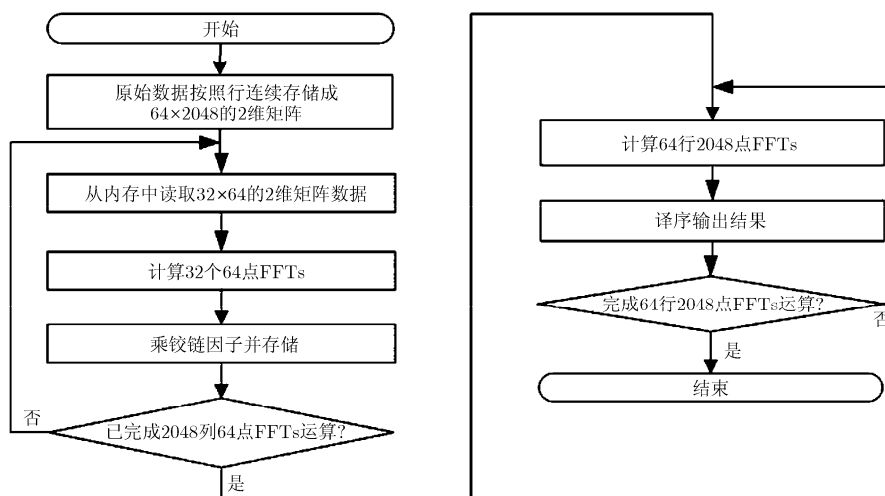 开始
原始数据按照行连续存储成
64×2048的2维矩阵
从内存中读取32×64的2维矩阵数据
计算32个64点FFTs
乘铰链因子并存储
已完成2048列64点FFTs运算?
否
是
计算64行2048点FFTs
译序输出结果
完成64行2048点FFTs运算?
否
是
结束